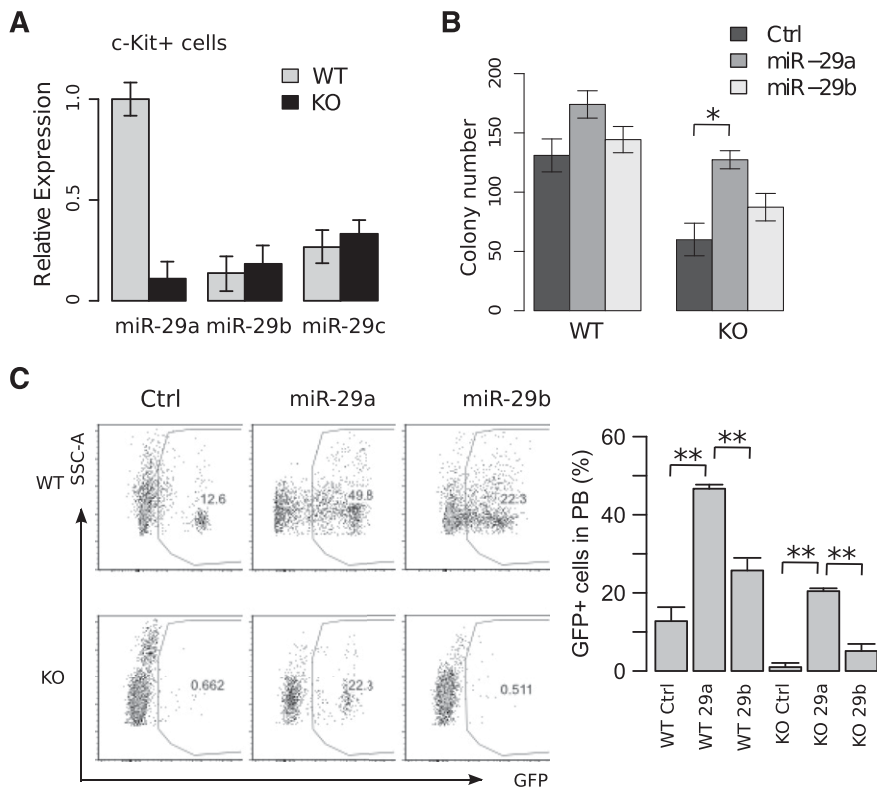 A
c-Kit+ cells
WT
KO
Relative Expression
1.0
0.5
0
miR-29a miR-29b miR-29c
B
Ctrl
miR−29a
miR−29b
Colony number
200
150
100
50
0
*
WT KO
C
Ctrl miR-29a miR-29b
SSC-A
WT
12.6
49.8
22.3
KO
0.662
22.3
0.511
GFP
GFP+ cells in PB (%)
60
40
20
0
** ** ** **
WT Ctrl
WT 29a
WT 29b
KO Ctrl
KO 29a
KO 29b